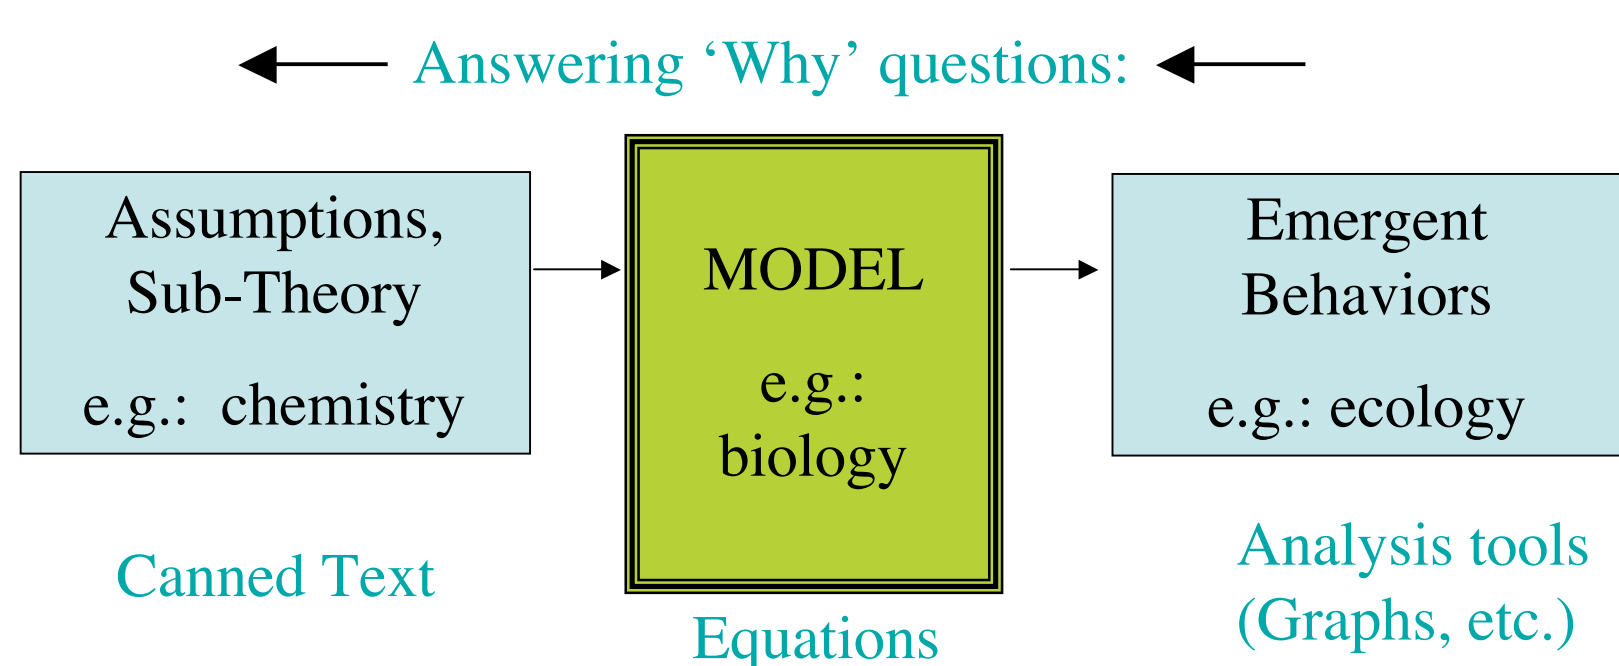 Answering ‘Why’ questions:
Assumptions,
Sub-Theory
e.g.: chemistry
Canned Text
MODEL
e.g.:
biology
Equations
Emergent
Behaviors
e.g.: ecology
Analysis tools
(Graphs, etc.)